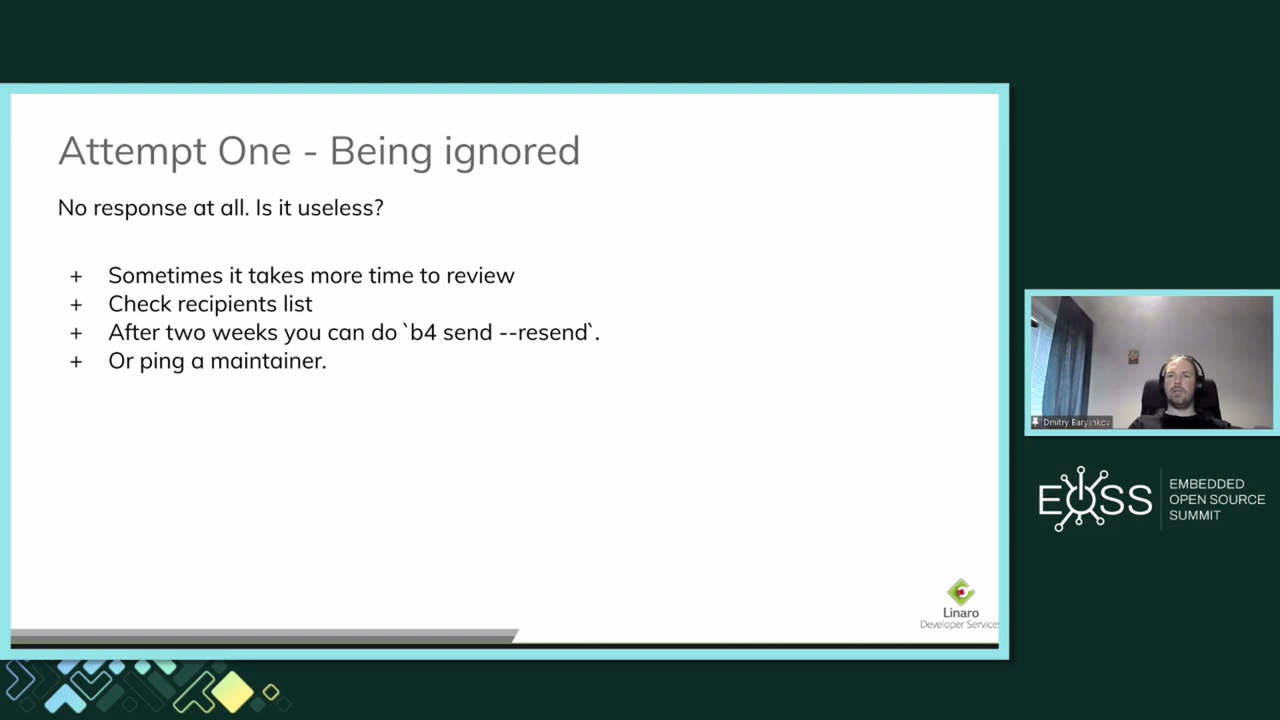 Attempt One - Being ignored
No response at all. Is it useless?
+ Sometimes it takes more time to review
+ Check recipients list
+ After two weeks you can do `b4 send --resend`.
+ Or ping a maintainer.
Linaro
Developer Services
Dmitry Baryshkov
EOSS
EMBEDDED
OPEN SOURCE
SUMMIT